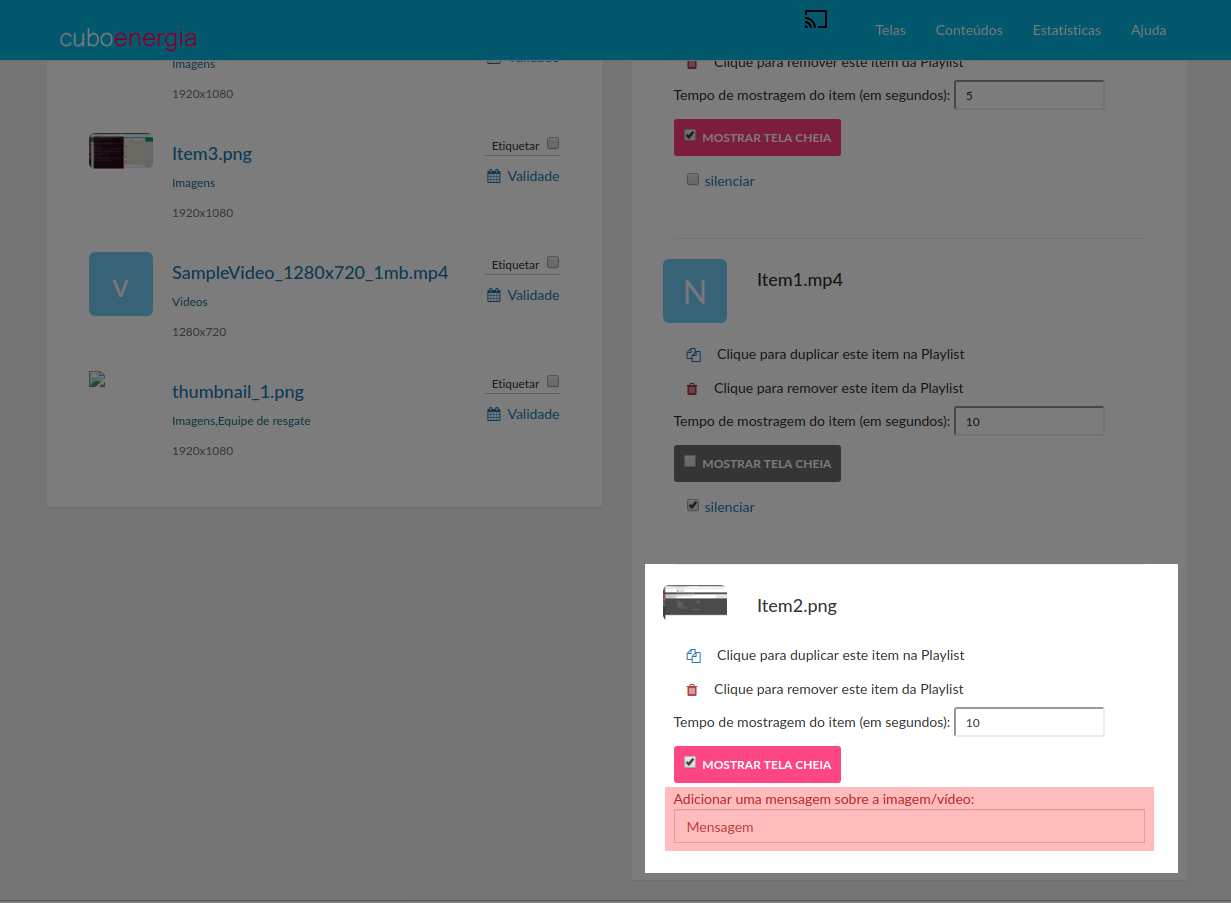 cuboenergia
Telas
Conteúdos
Estatísticas
Ajuda
Imagens
1920x1080
Item3.png
Imagens
1920x1080
Etiquetar
Validade
V
SampleVideo_1280x720_1mb.mp4
Videos
1280x720
Etiquetar
Validade
thumbnail_1.png
Imagens,Equipe de resgate
1920x1080
Etiquetar
Validade
Clique para remover este item da Playlist
Tempo de mostragem do item (em segundos): 5
MOSTRAR TELA CHEIA
silenciar
N
Item1.mp4
Clique para duplicar este item na Playlist
Clique para remover este item da Playlist
Tempo de mostragem do item (em segundos): 10
MOSTRAR TELA CHEIA
silenciar
Item2.png
Clique para duplicar este item na Playlist
Clique para remover este item da Playlist
Tempo de mostragem do item (em segundos): 10
MOSTRAR TELA CHEIA
Adicionar uma mensagem sobre a imagem/vídeo:
Mensagem